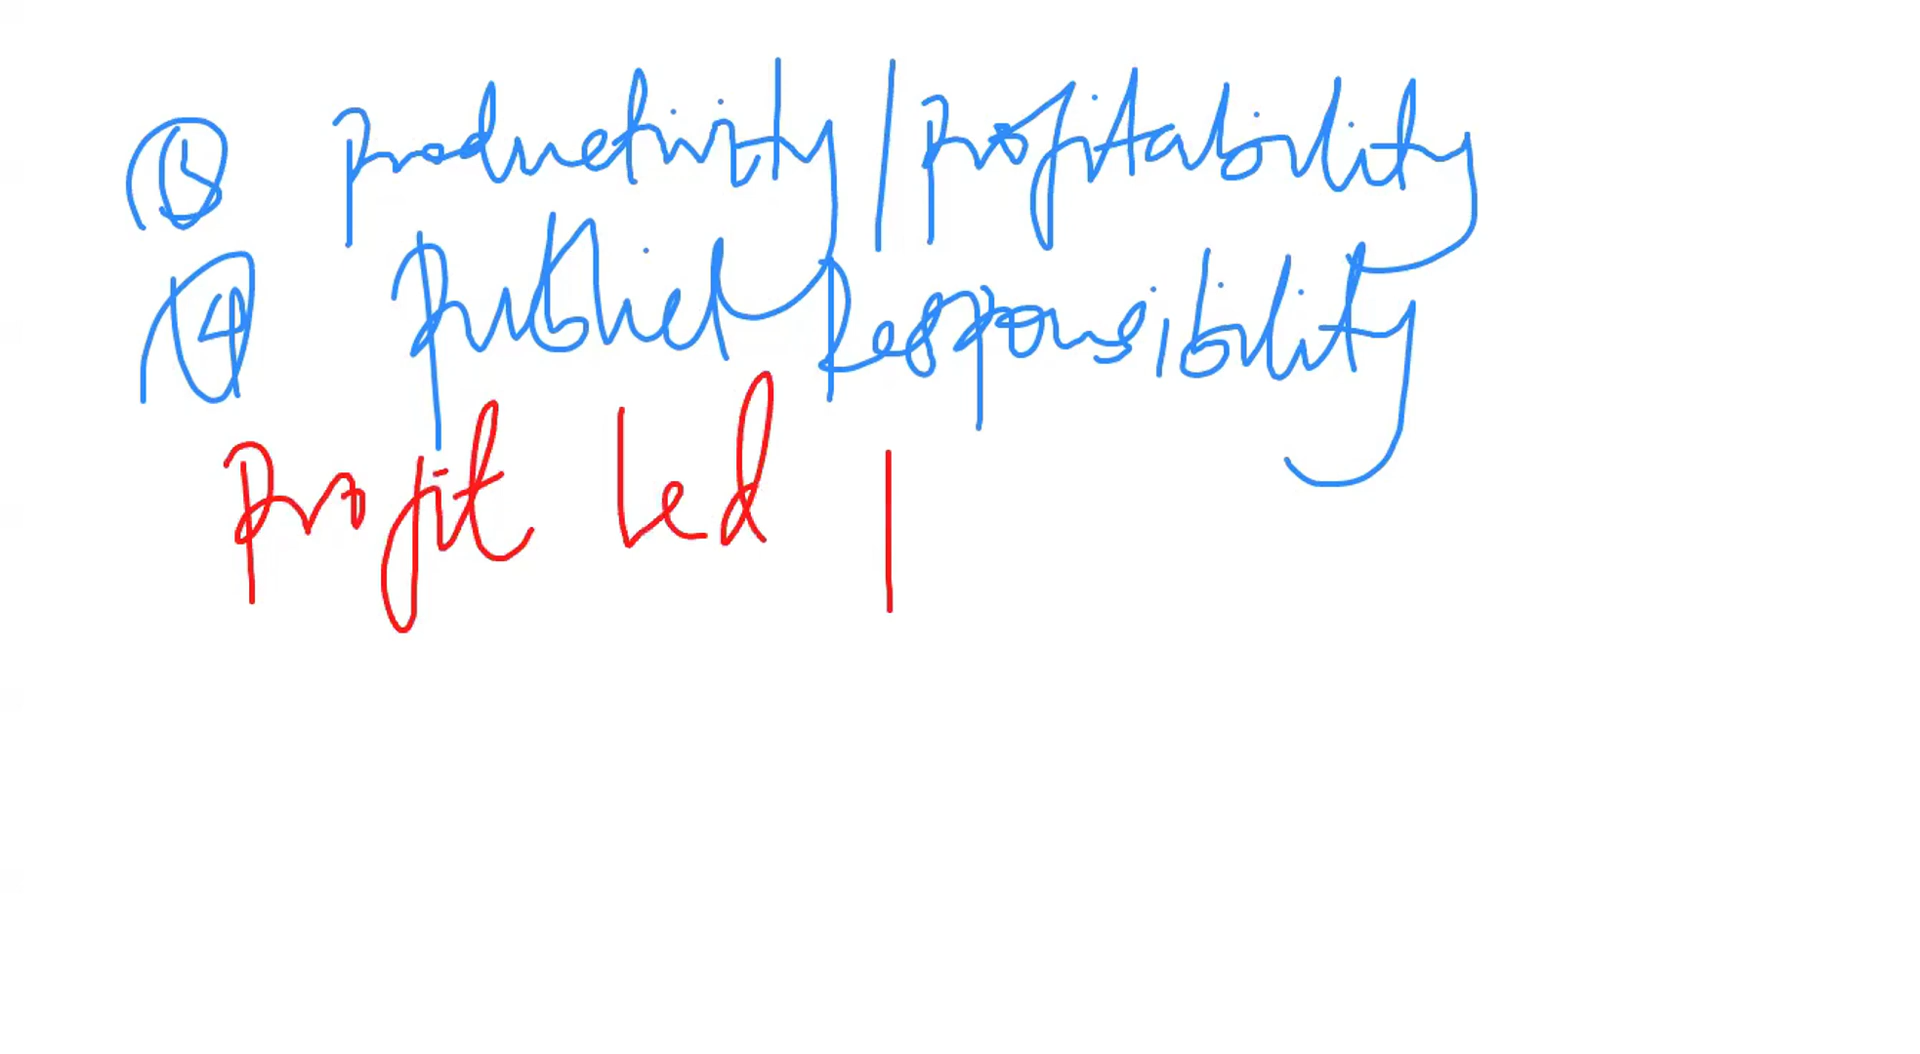 ③ productivity / profitability
④ public Responsibility
profit led |